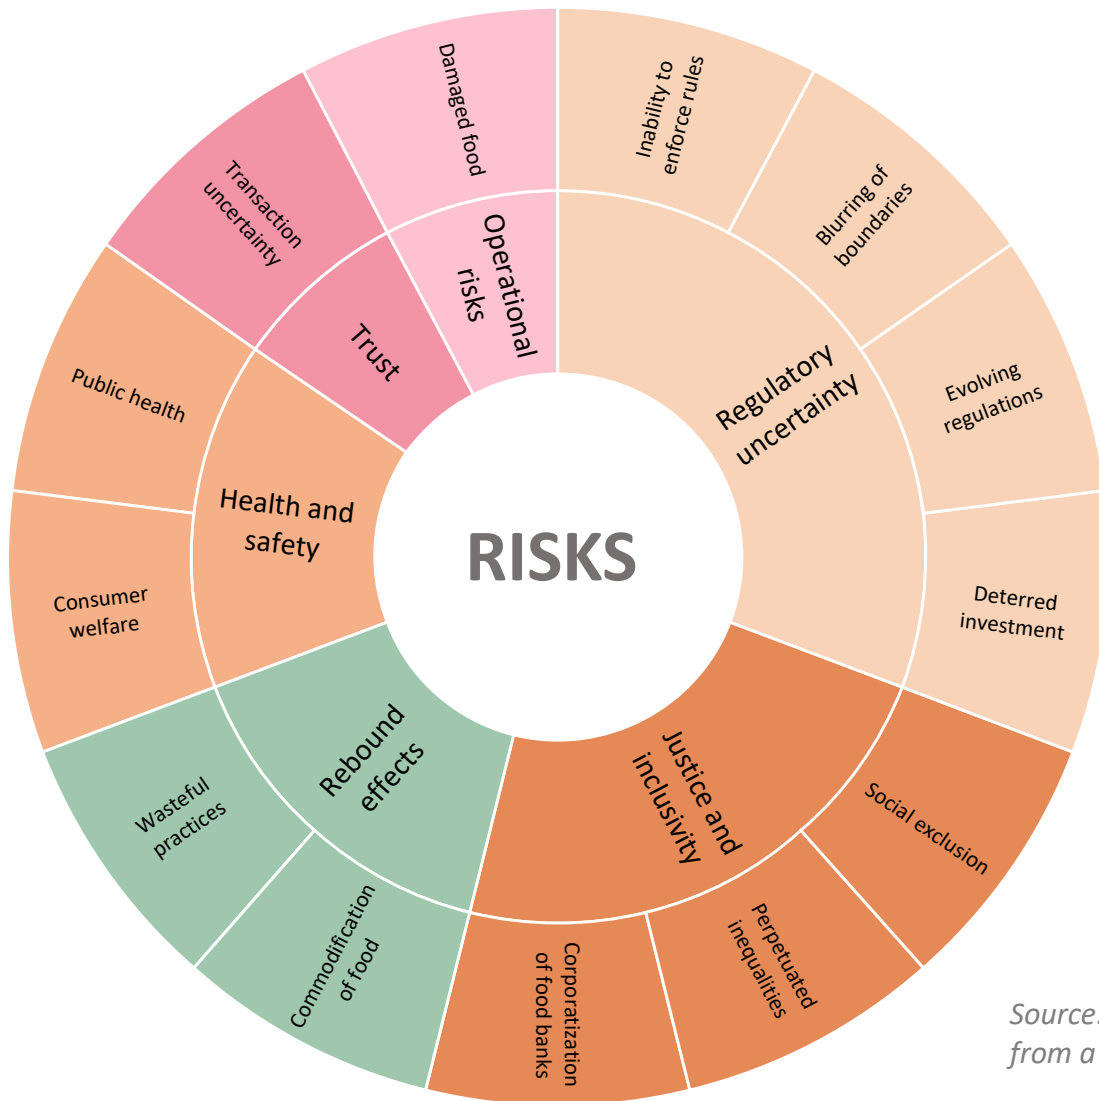 RISKS
Regulatory
uncertainty
Inability to
enforce rules
Blurring of
boundaries
Evolving
regulations
Deterred
investment
Justice and
inclusivity
Social exclusion
Perpetuated
inequalities
Corporatization
of food banks
Rebound
effects
Commodification
of food
Wasteful
practices
Health and
safety
Consumer
welfare
Public health
Trust
Transaction
uncertainty
Operational
risks
Damaged food
Source:
from a